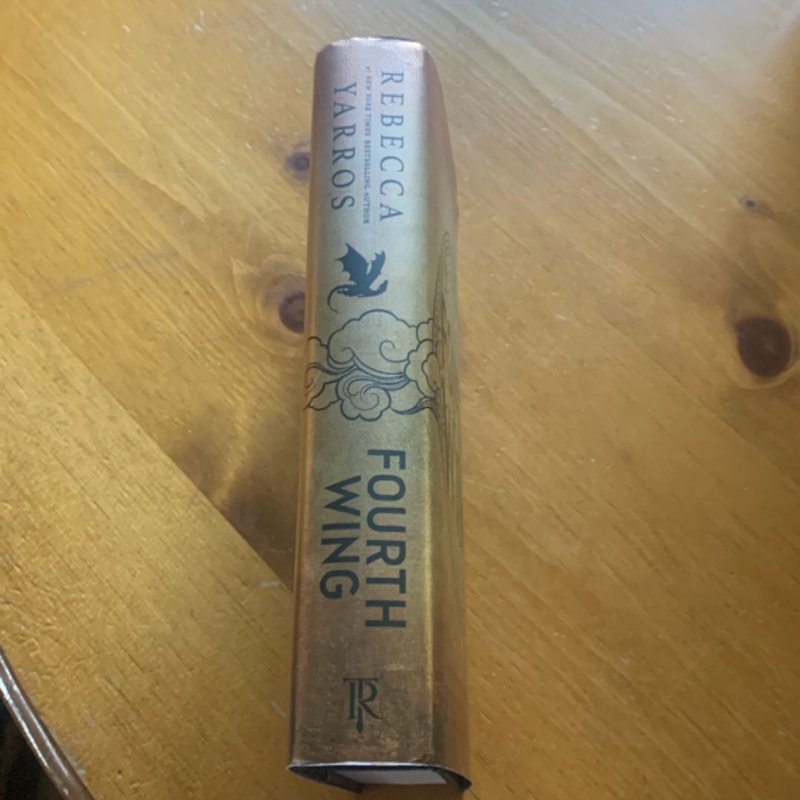 REBECCA
#1 NEW YORK TIMES BESTSELLING AUTHOR
YARROS
FOURTH
WING
R